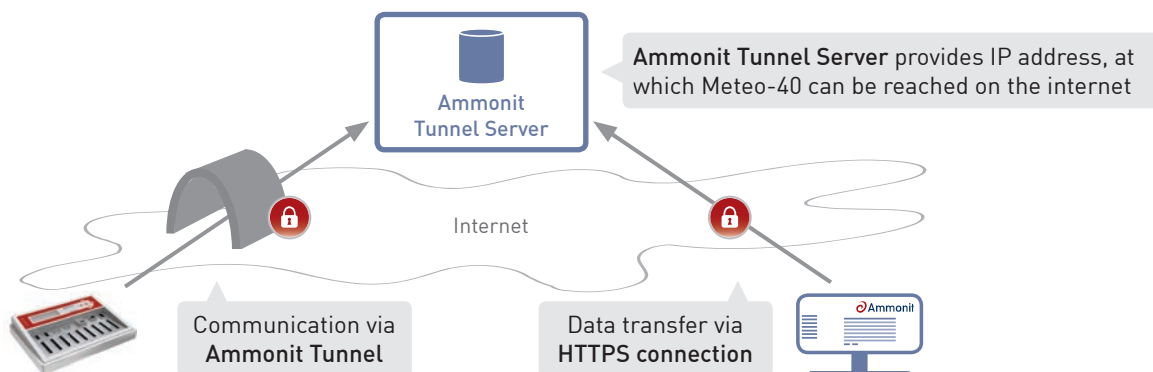 Ammonit Tunnel Server provides IP address, at
which Meteo-40 can be reached on the internet
Ammonit
Tunnel Server
Internet
Communication via
Ammonit Tunnel
Data transfer via
HTTPS connection
Ammonit